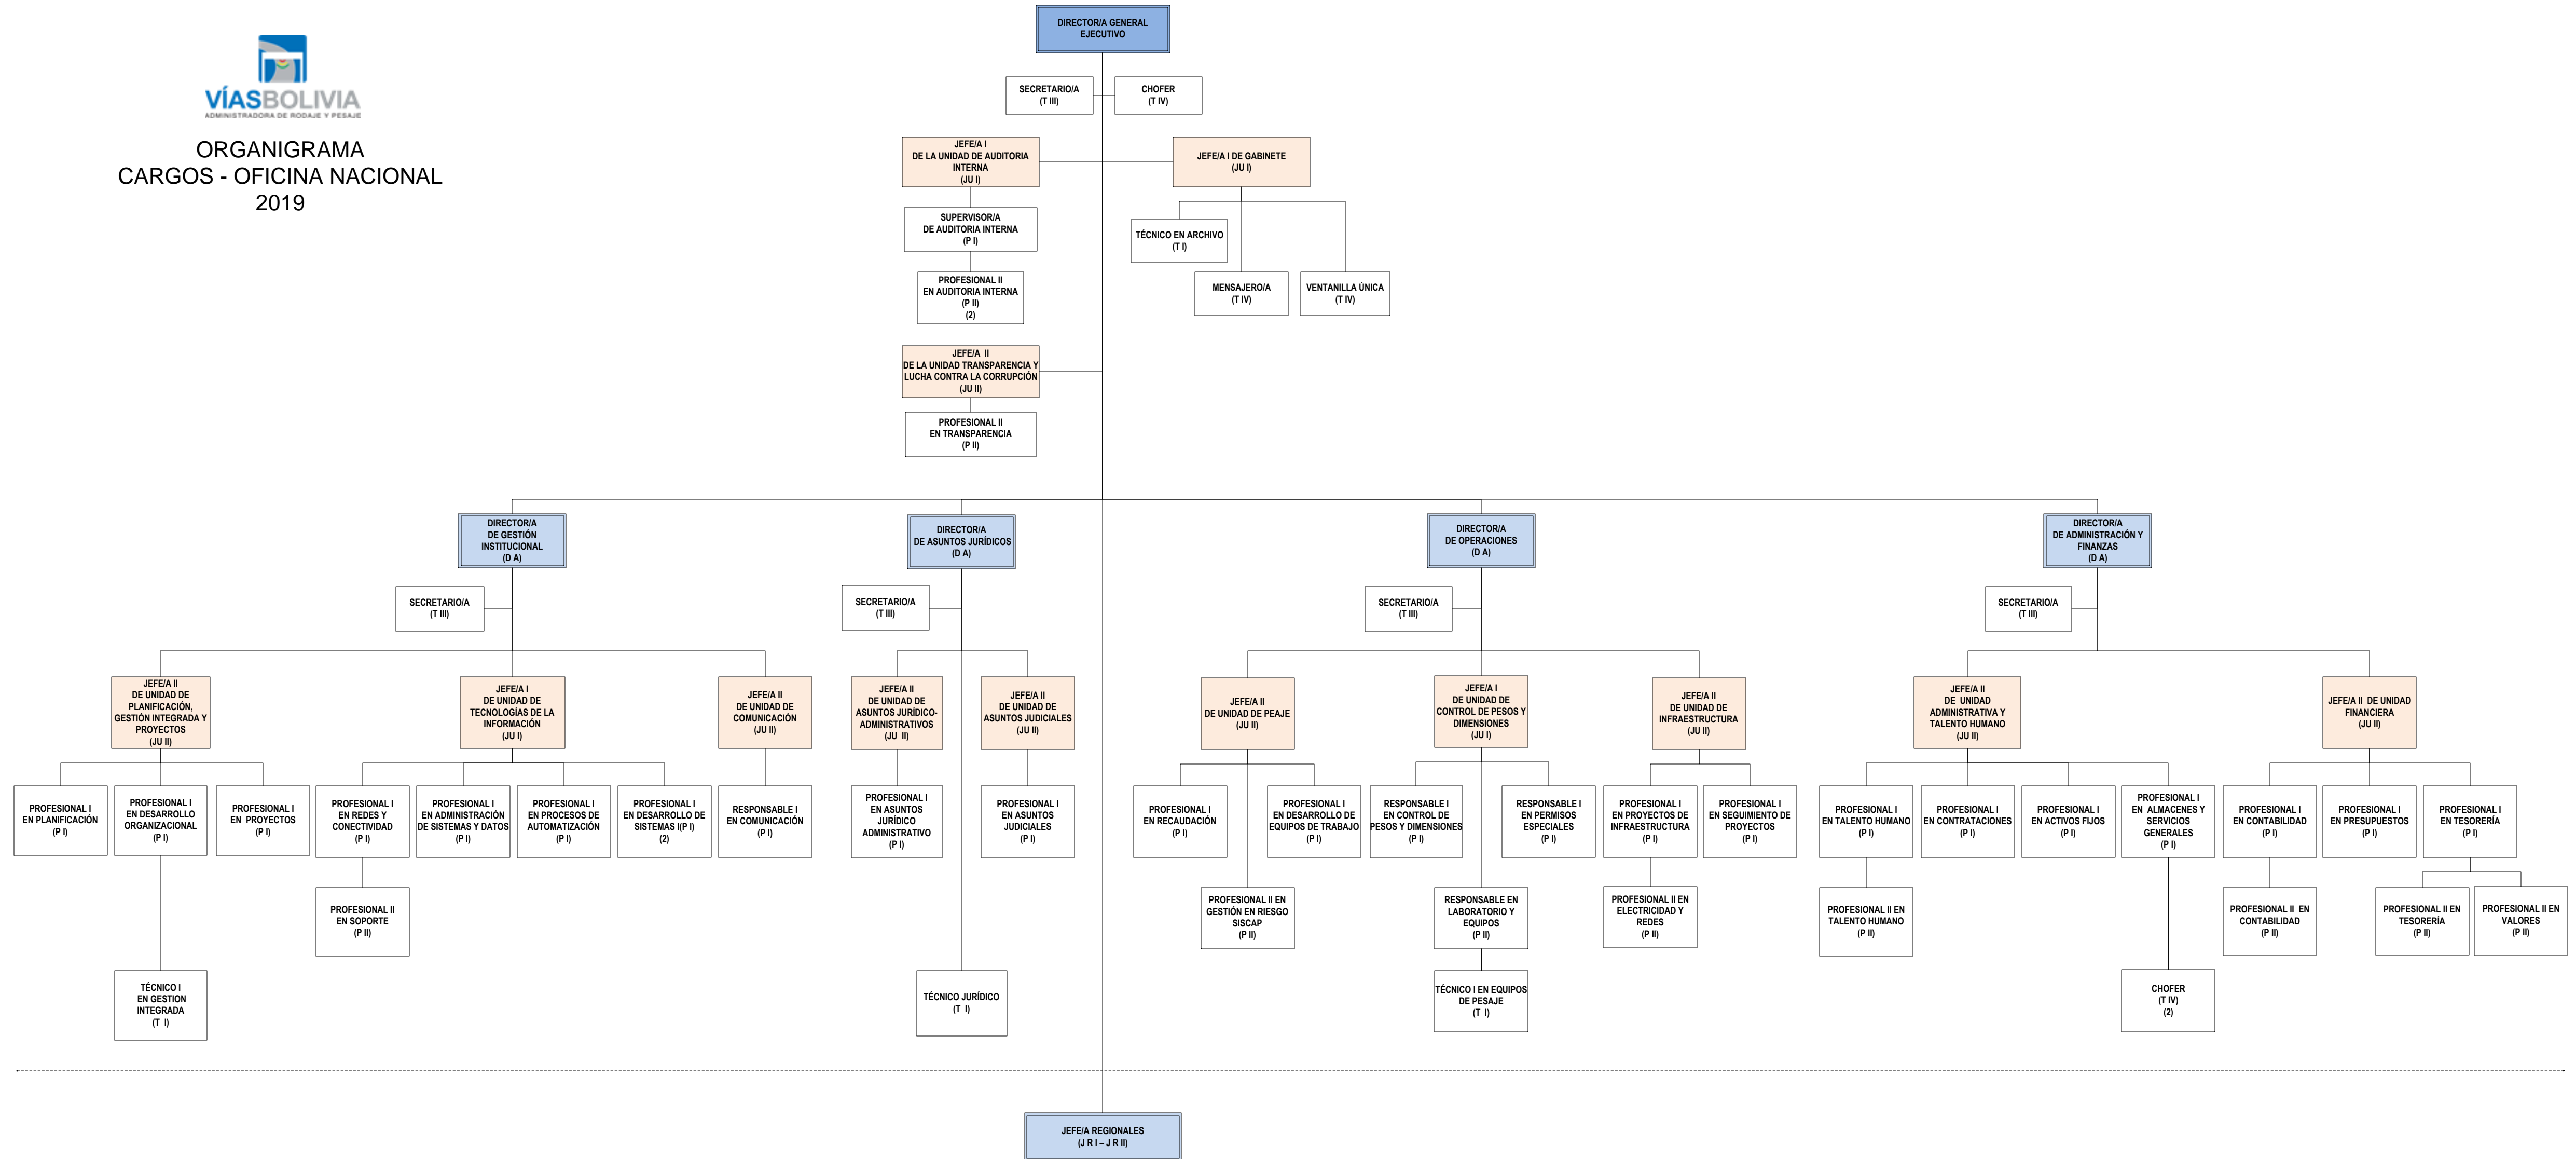 DIRECTOR/A GENERAL
EJECUTIVO
VÍASBOLIVIA
ADMINISTRADORA DE RODAJE Y PESAJE
ORGANIGRAMA
CARGOS - OFICINA NACIONAL
2019
SECRETARIO/A
(T III)
CHOFER
(T IV)
JEFE/A I
DE LA UNIDAD DE AUDITORIA
INTERNA
(JU I)
JEFE/A I DE GABINETE
(JU I)
SUPERVISOR/A
DE AUDITORIA INTERNA
(P I)
TÉCNICO EN ARCHIVO
(T I)
PROFESIONAL II
EN AUDITORIA INTERNA
(P II)
(2)
MENSAJERO/A
(T IV)
VENTANILLA ÚNICA
(T IV)
JEFE/A  II
DE LA UNIDAD TRANSPARENCIA Y
LUCHA CONTRA LA CORRUPCIÓN
(JU II)
PROFESIONAL II
EN TRANSPARENCIA
(P II)
DIRECTOR/A
DE GESTIÓN
INSTITUCIONAL
(D A)
DIRECTOR/A
DE ASUNTOS JURÍDICOS
(D A)
DIRECTOR/A
DE OPERACIONES
(D A)
DIRECTOR/A
DE ADMINISTRACIÓN Y
FINANZAS
(D A)
SECRETARIO/A
(T III)
SECRETARIO/A
(T III)
SECRETARIO/A
(T III)
SECRETARIO/A
(T III)
JEFE/A II
DE UNIDAD DE
PLANIFICACIÓN,
GESTIÓN INTEGRADA Y
PROYECTOS
(JU II)
JEFE/A I
DE UNIDAD DE
TECNOLOGÍAS DE LA
INFORMACIÓN
(JU I)
JEFE/A II
DE UNIDAD DE
COMUNICACIÓN
(JU II)
JEFE/A II
DE UNIDAD DE
ASUNTOS JURÍDICO-
ADMINISTRATIVOS
(JU  II)
JEFE/A II
DE UNIDAD DE
ASUNTOS JUDICIALES
(JU II)
JEFE/A II
DE UNIDAD DE PEAJE
(JU II)
JEFE/A I
DE UNIDAD DE
CONTROL DE PESOS Y
DIMENSIONES
(JU I)
JEFE/A II
DE UNIDAD DE
INFRAESTRUCTURA
(JU II)
JEFE/A II
DE  UNIDAD
ADMINISTRATIVA Y
TALENTO HUMANO
(JU II)
JEFE/A II  DE UNIDAD
FINANCIERA
(JU II)
PROFESIONAL I
EN PLANIFICACIÓN
(P I)
PROFESIONAL I
EN DESARROLLO
ORGANIZACIONAL
(P I)
PROFESIONAL I
EN  PROYECTOS
(P I)
PROFESIONAL I
EN REDES Y
CONECTIVIDAD
(P I)
PROFESIONAL I
EN ADMINISTRACIÓN
DE SISTEMAS Y DATOS
(P I)
PROFESIONAL I
EN PROCESOS DE
AUTOMATIZACIÓN
(P I)
PROFESIONAL I
EN DESARROLLO DE
SISTEMAS I(P I)
(2)
RESPONSABLE I
EN COMUNICACIÓN
(P I)
PROFESIONAL I
EN ASUNTOS
JURÍDICO
ADMINISTRATIVO
(P I)
PROFESIONAL I
EN ASUNTOS
JUDICIALES
(P I)
PROFESIONAL I
EN RECAUDACIÓN
(P I)
PROFESIONAL I
EN DESARROLLO DE
EQUIPOS DE TRABAJO
(P I)
RESPONSABLE I
EN CONTROL DE
PESOS Y DIMENSIONES
(P I)
RESPONSABLE I
EN PERMISOS
ESPECIALES
(P I)
PROFESIONAL I
EN PROYECTOS DE
INFRAESTRUCTURA
(P I)
PROFESIONAL I
EN SEGUIMIENTO DE
PROYECTOS
(P I)
PROFESIONAL I
EN TALENTO HUMANO
(P I)
PROFESIONAL I
EN CONTRATACIONES
(P I)
PROFESIONAL I
EN ACTIVOS FIJOS
(P I)
PROFESIONAL I
EN  ALMACENES Y
SERVICIOS
GENERALES
(P I)
PROFESIONAL I
EN CONTABILIDAD
(P I)
PROFESIONAL I
EN PRESUPUESTOS
(P I)
PROFESIONAL I
EN TESORERÍA
(P I)
PROFESIONAL II
EN SOPORTE
(P II)
PROFESIONAL II EN
GESTIÓN EN RIESGO
SISCAP
(P II)
RESPONSABLE EN
LABORATORIO Y
EQUIPOS
(P II)
PROFESIONAL II EN
ELECTRICIDAD Y
REDES
(P II)
PROFESIONAL II EN
TALENTO HUMANO
(P II)
PROFESIONAL II  EN
CONTABILIDAD
(P II)
PROFESIONAL II EN
TESORERÍA
(P II)
PROFESIONAL II EN
VALORES
(P II)
TÉCNICO I
EN GESTION
INTEGRADA
(T  I)
TÉCNICO JURÍDICO
(T  I)
TÉCNICO I EN EQUIPOS
DE PESAJE
(T  I)
CHOFER
(T IV)
(2)
JEFE/A REGIONALES
(J R I – J R II)